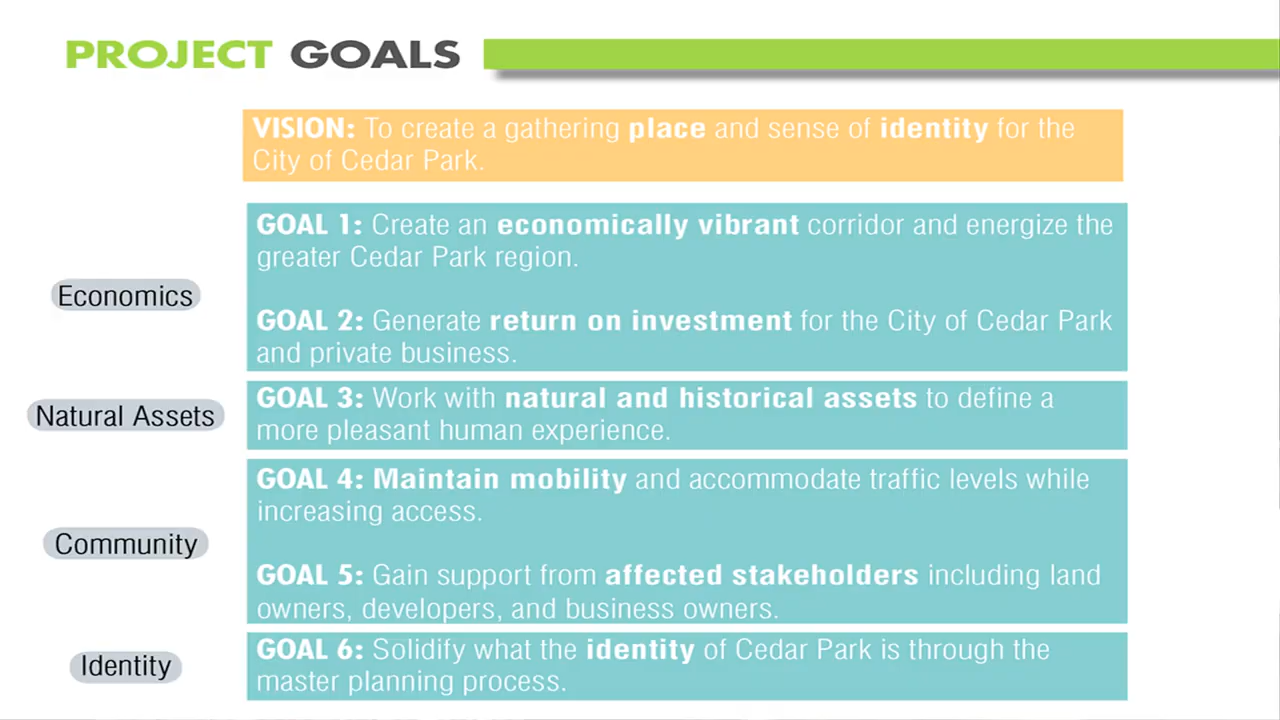 PROJECT GOALS
VISION: To create a gathering place and sense of identity for the
City of Cedar Park.
Economics
GOAL 1: Create an economically vibrant corridor and energize the
greater Cedar Park region.
GOAL 2: Generate return on investment for the City of Cedar Park
and private business.
Natural Assets
GOAL 3: Work with natural and historical assets to define a
more pleasant human experience.
Community
GOAL 4: Maintain mobility and accommodate traffic levels while
increasing access.
GOAL 5: Gain support from affected stakeholders including land
owners, developers, and business owners.
Identity
GOAL 6: Solidify what the identity of Cedar Park is through the
master planning process.